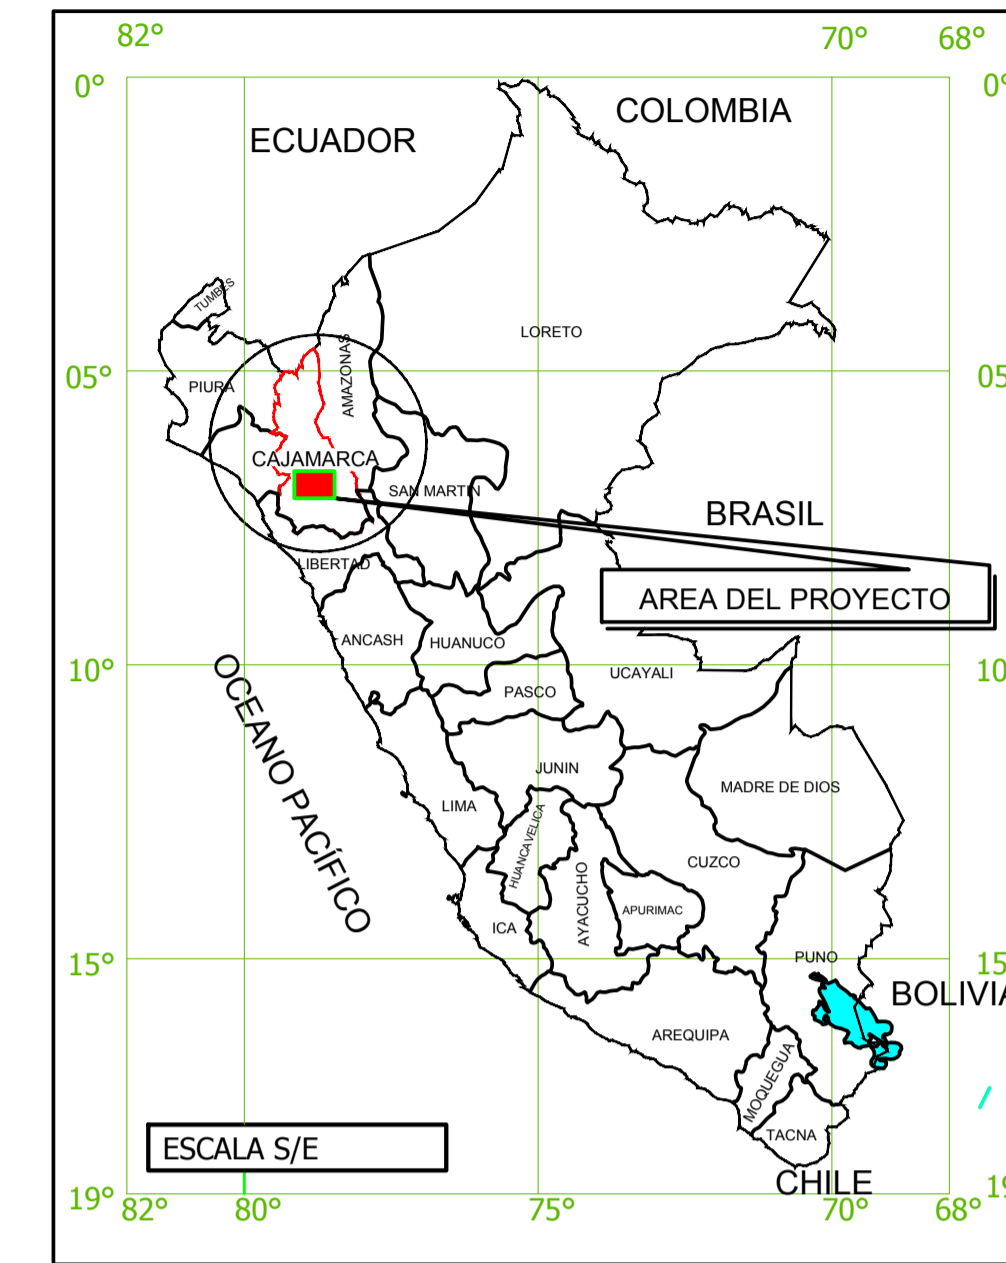 82°
70°
68°
0°
0°
COLOMBIA
ECUADOR
TUMBES
LORETO
05°
05
PIURA
AMAZONAS
CAJAMARCA
SAN MARTIN
BRASIL
LIBERTAD
AREA DEL PROYECTO
ANCASH
HUANUCO
10°
10
UCAYALI
PASCO
OCEANO PACÍFICO
JUNIN
MADRE DE DIOS
LIMA
HUANCAVELICA
CUZCO
AYACUCHO
APURIMAC
ICA
15°
15
PUNO
BOLIVIA
AREQUIPA
MOQUEGUA
TACNA
ESCALA S/E
CHILE
19°
19
82°
80°
75°
70°
68°